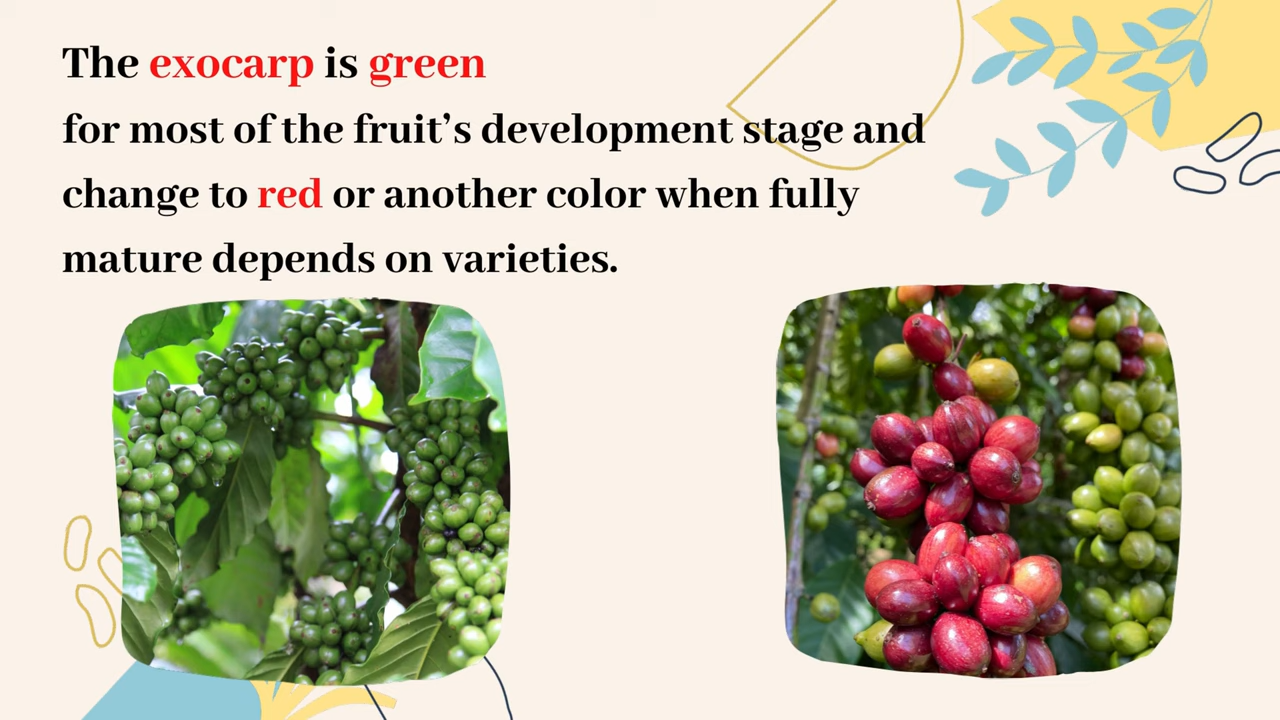 The exocarp is green
for most of the fruit's development stage and
change to red or another color when fully
mature depends on varieties.